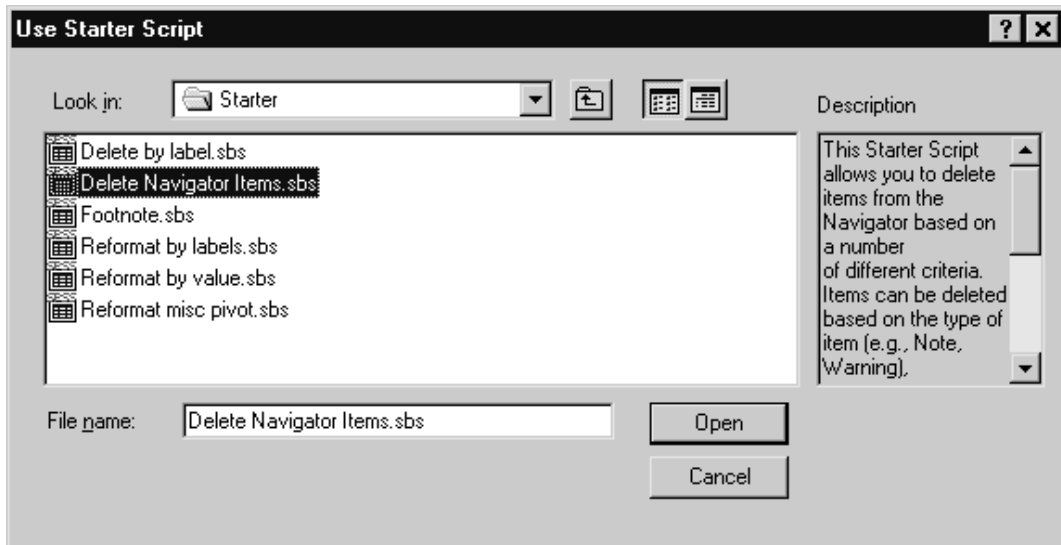 Use Starter Script
Look in: Starter
Description
Delete by label.sbs
Delete Navigator Items.sbs
Footnote.sbs
Reformat by labels.sbs
Reformat by value.sbs
Reformat misc pivot.sbs
This Starter Script
allows you to delete
items from the
Navigator based on
a number
of different criteria.
Items can be deleted
based on the type of
item (e.g., Note,
Warning),
File name: Delete Navigator Items.sbs
Open
Cancel